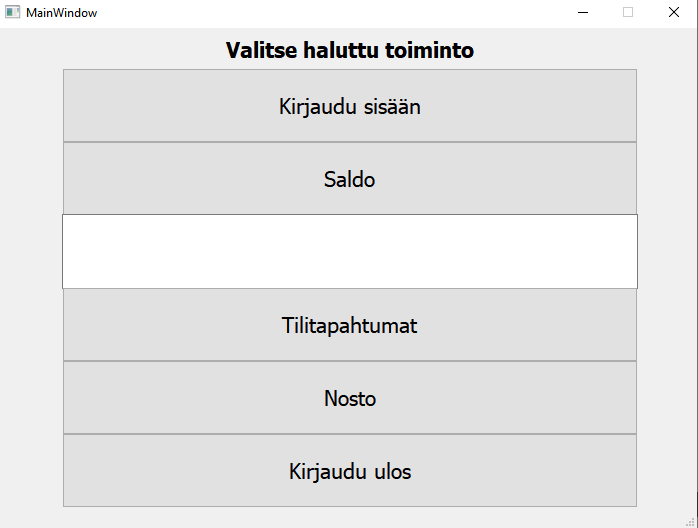 MainWindow
Valitse haluttu toiminto
Kirjaudu sisään
Saldo
Tilitapahtumat
Nosto
Kirjaudu ulos